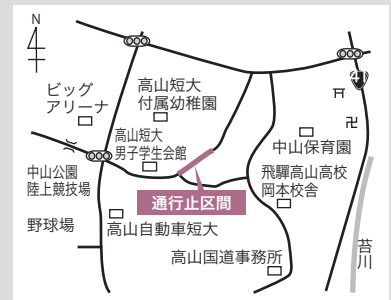 N
41
ビッグ
アリーナ
高山短大
付属幼稚園
高山短大
男子学生会館
中山保育園
中山公園
陸上競技場
飛騨高山高校
岡本校舎
通行止区間
野球場
高山自動車短大
苔川
高山国道事務所